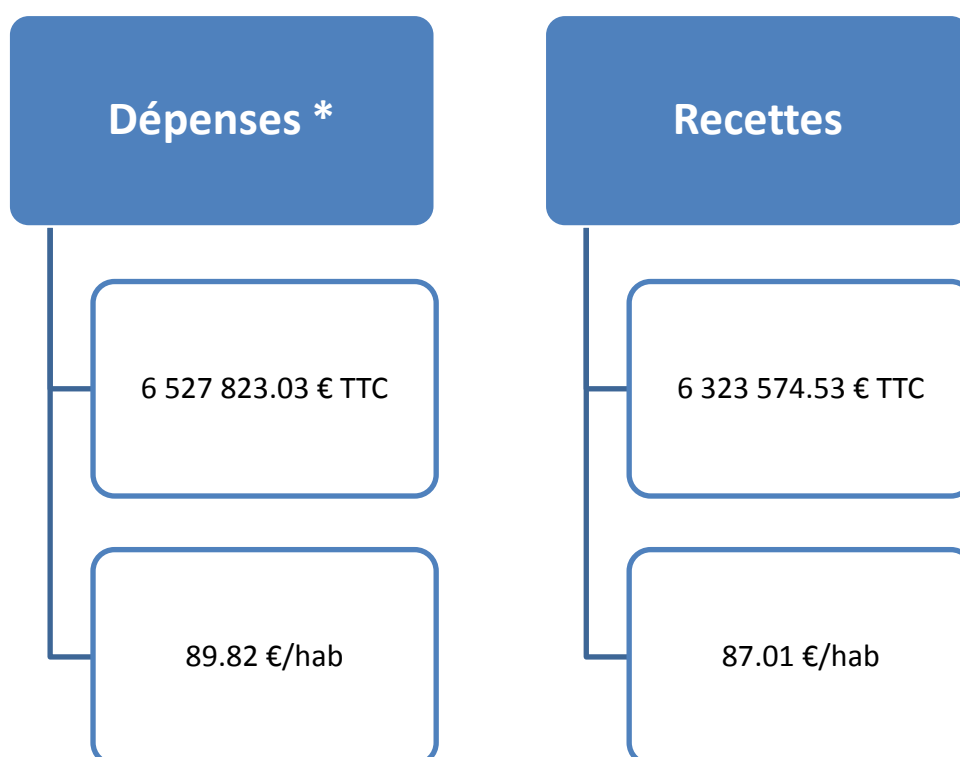 Dépenses *
6 527 823.03 € TTC
89.82 €/hab
Recettes
6 323 574.53 € TTC
87.01 €/hab